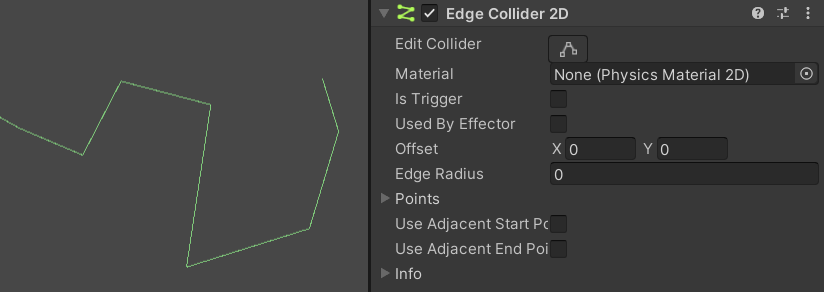 Edge Collider 2D
Edit Collider
Material None (Physics Material 2D)
Is Trigger
Used By Effector
Offset X 0 Y 0
Edge Radius 0
Points
Use Adjacent Start Po
Use Adjacent End Poi
Info